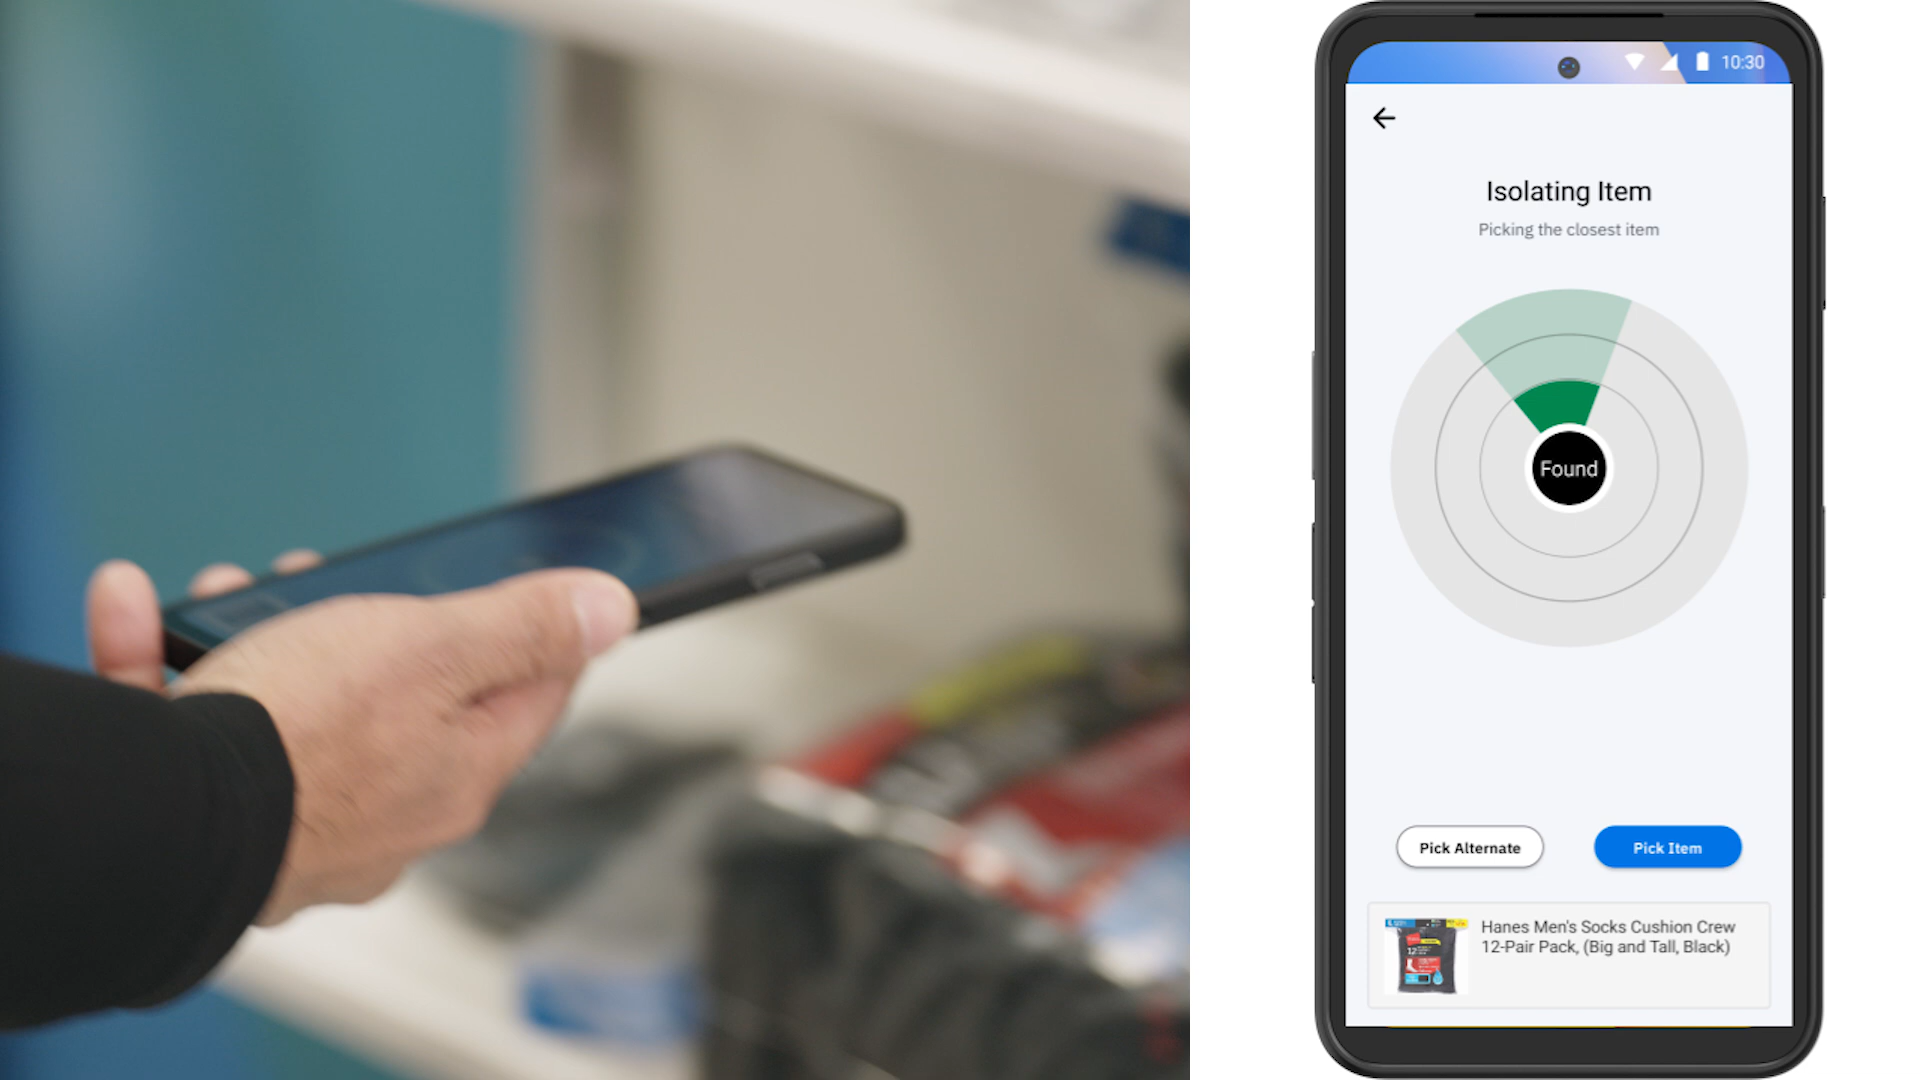 10:30
Isolating Item
Picking the closest item
Found
Pick Alternate
Pick Item
Hanes Men's Socks Cushion Crew
12-Pair Pack, (Big and Tall, Black)